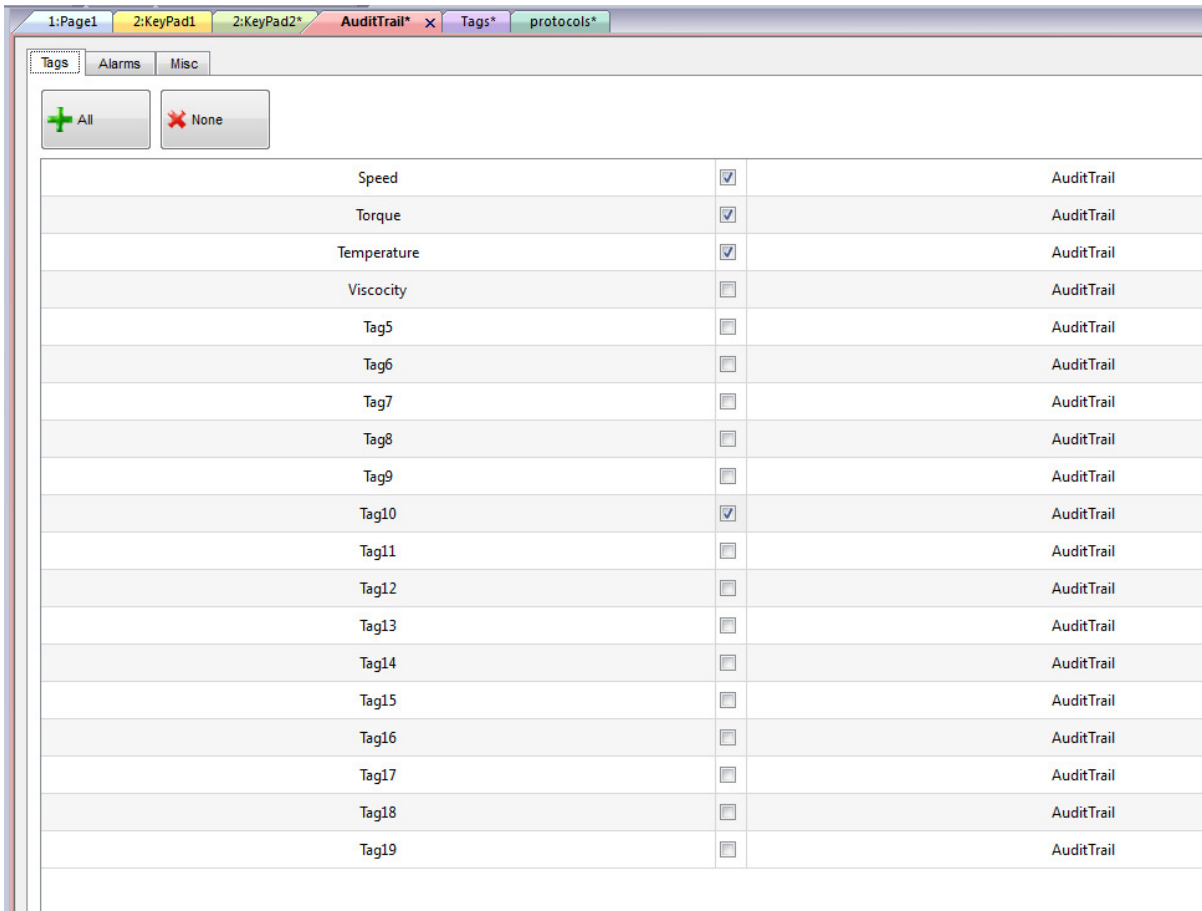 1:Page1 2:KeyPad1 2:KeyPad2* AuditTrail* x Tags* protocols*
Tags Alarms Misc
All None
Speed AuditTrail
Torque AuditTrail
Temperature AuditTrail
Viscocity AuditTrail
Tag5 AuditTrail
Tag6 AuditTrail
Tag7 AuditTrail
Tag8 AuditTrail
Tag9 AuditTrail
Tag10 AuditTrail
Tag11 AuditTrail
Tag12 AuditTrail
Tag13 AuditTrail
Tag14 AuditTrail
Tag15 AuditTrail
Tag16 AuditTrail
Tag17 AuditTrail
Tag18 AuditTrail
Tag19 AuditTrail